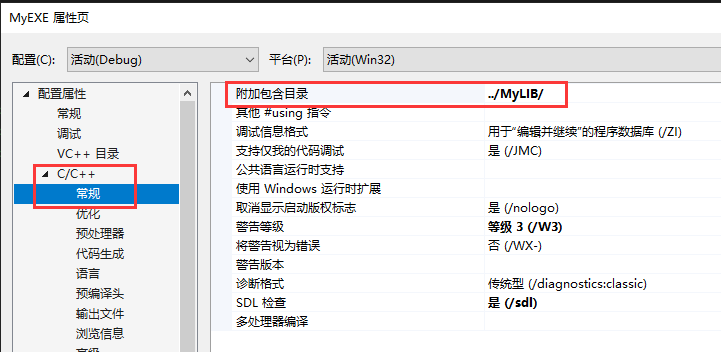 MyEXE 属性页
配置(C): 活动(Debug) 平台(P): 活动(Win32)
配置属性
常规
调试
VC++ 目录
C/C++
常规
优化
预处理器
代码生成
语言
预编译头
输出文件
浏览信息
高级
附加包含目录 ../MyLIB/
其他 #using 指令
调试信息格式 用于“编辑并继续”的程序数据库 (/ZI)
支持仅我的代码调试 是 (/JMC)
公共语言运行时支持
使用 Windows 运行时扩展
取消显示启动版权标志 是 (/nologo)
警告等级 等级 3 (/W3)
将警告视为错误 否 (/WX-)
警告版本
诊断格式 传统型 (/diagnostics:classic)
SDL 检查 是 (/sdl)
多处理器编译